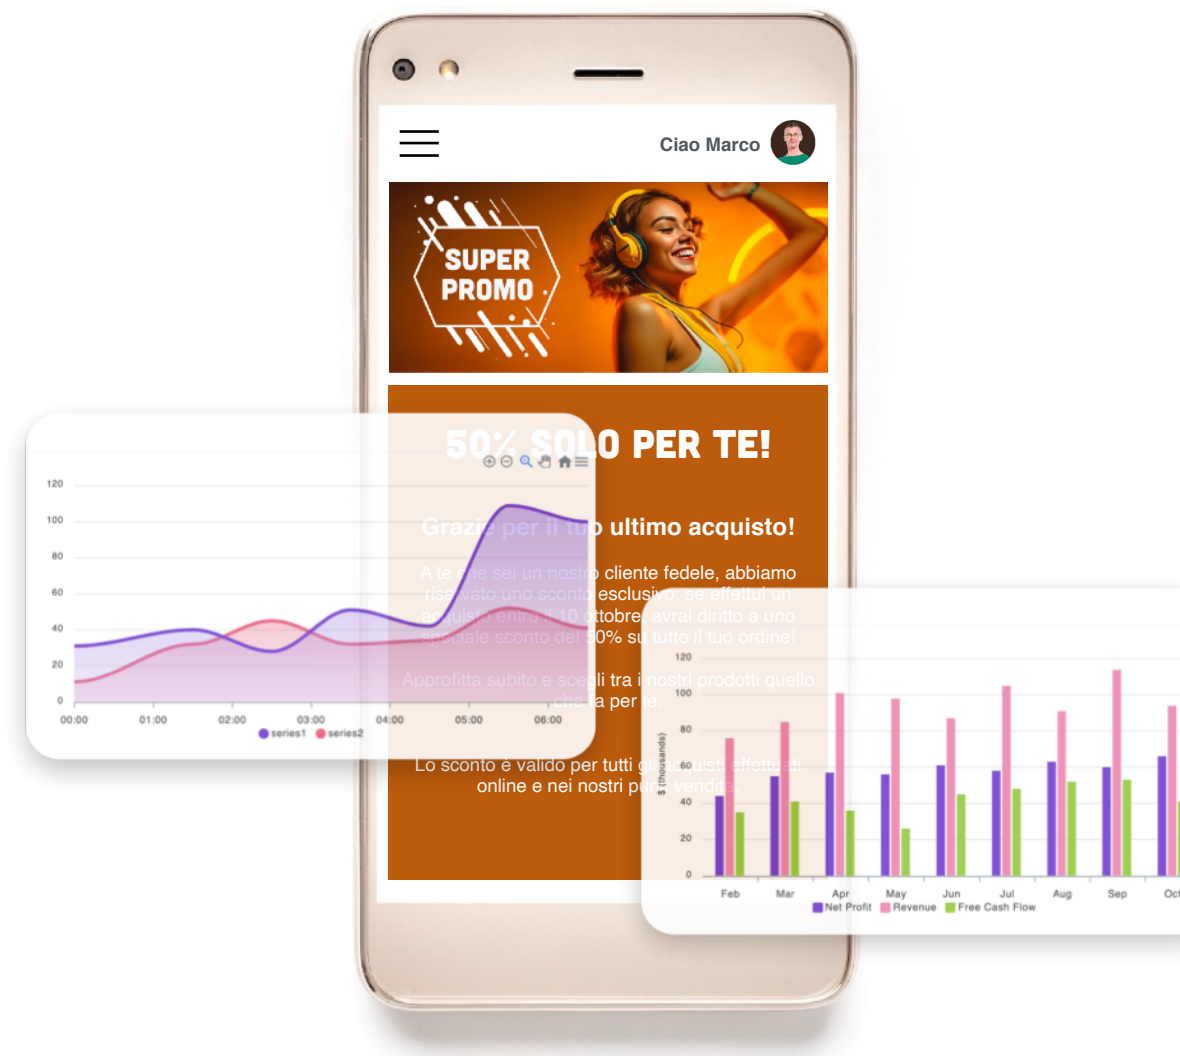 Ciao Marco
SUPER
PROMO
50% SOLO PER TE!
Grazie per il tuo ultimo acquisto!
A te che sei un nostro cliente fedele, abbiamo
riservato uno sconto esclusivo: se effettui un
acquisto entro il 10 ottobre, avrai diritto a uno
speciale sconto del 50% su tutto il tuo ordine!
Approfitta subito e scegli tra i nostri prodotti quello
che fa per te.
Lo sconto è valido per tutti gli acquisti effettuati
online e nei nostri punti vendita.
120
100
80
60
40
20
0
00:00 01:00 02:00 03:00 04:00 05:00 06:00
series1 series2
$ (thousands)
120
100
80
60
40
20
0
Feb Mar Apr May Jun Jul Aug Sep Oct
Net Profit Revenue Free Cash Flow